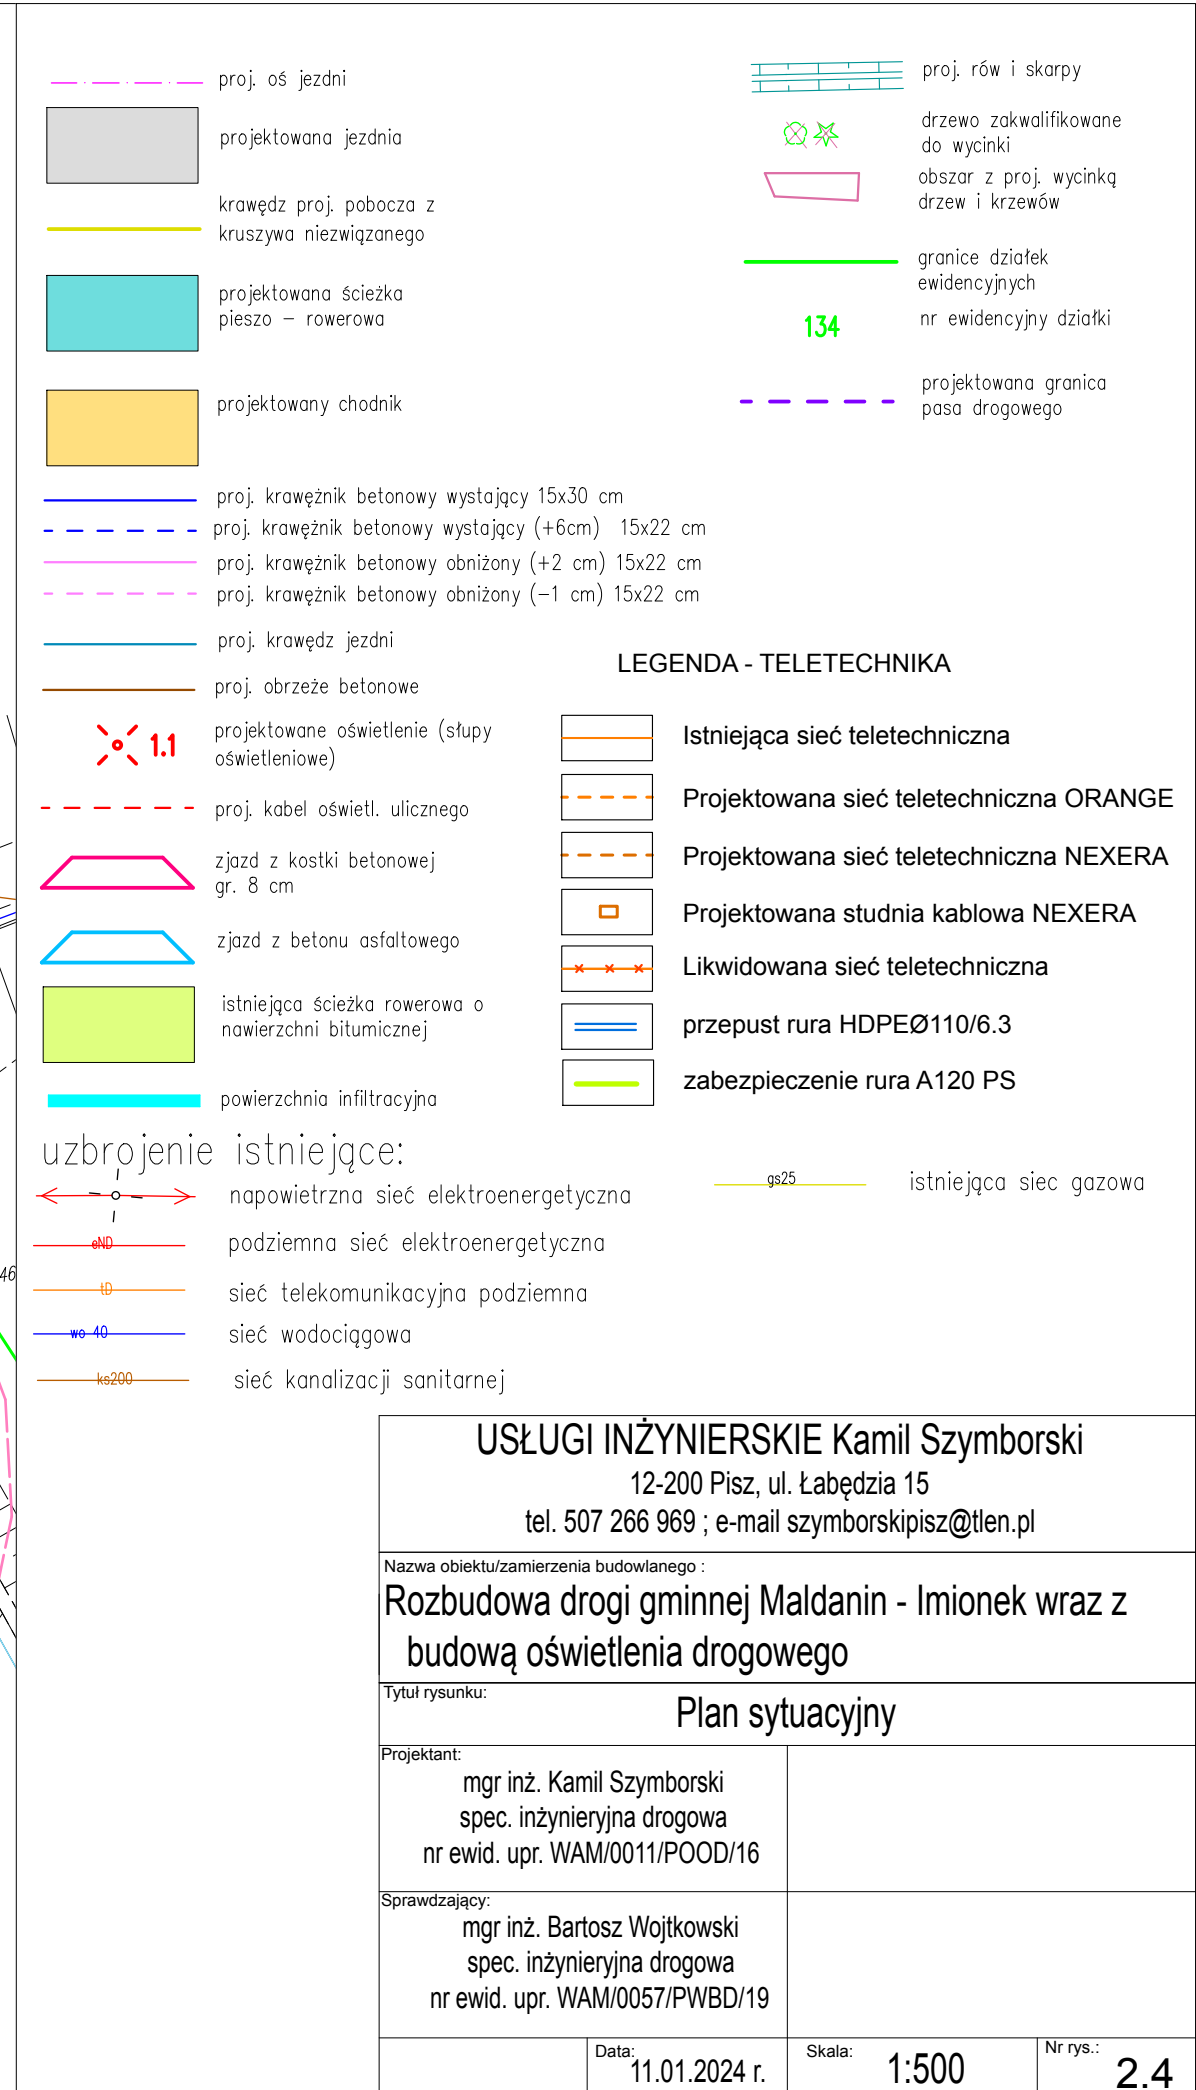 proj. oś jezdni
projektowana jezdnia
krawędz proj. pobocza z
kruszywa niezwiązanego
projektowana ścieżka
pieszo – rowerowa
projektowany chodnik
proj. krawężnik betonowy wystający 15x30 cm
proj. krawężnik betonowy wystający (+6cm) 15x22 cm
proj. krawężnik betonowy obniżony (+2 cm) 15x22 cm
proj. krawężnik betonowy obniżony (−1 cm) 15x22 cm
proj. krawędz jezdni
proj. obrzeże betonowe
1.1
projektowane oświetlenie (słupy
oświetleniowe)
proj. kabel oświetl. ulicznego
zjazd z kostki betonowej
gr. 8 cm
zjazd z betonu asfaltowego
istniejąca ścieżka rowerowa o
nawierzchni bitumicznej
powierzchnia infiltracyjna
proj. rów i skarpy
drzewo zakwalifikowane
do wycinki
obszar z proj. wycinką
drzew i krzewów
granice działek
ewidencyjnych
134
nr ewidencyjny działki
projektowana granica
pasa drogowego
LEGENDA - TELETECHNIKA
Istniejąca sieć teletechniczna
Projektowana sieć teletechniczna ORANGE
Projektowana sieć teletechniczna NEXERA
Projektowana studnia kablowa NEXERA
Likwidowana sieć teletechniczna
przepust rura HDPEØ110/6.3
zabezpieczenie rura A120 PS
uzbrojenie istniejące:
napowietrzna sieć elektroenergetyczna
eND
podziemna sieć elektroenergetyczna
tD
sieć telekomunikacyjna podziemna
wo 40
sieć wodociągowa
ks200
sieć kanalizacji sanitarnej
gs25
istniejąca siec gazowa
46
USŁUGI INŻYNIERSKIE Kamil Szymborski
12-200 Pisz, ul. Łabędzia 15
tel. 507 266 969 ; e-mail szymborskipisz@tlen.pl
Nazwa obiektu/zamierzenia budowlanego :
Rozbudowa drogi gminnej Maldanin - Imionek wraz z
budową oświetlenia drogowego
Tytuł rysunku:
Plan sytuacyjny
Projektant:
mgr inż. Kamil Szymborski
spec. inżynieryjna drogowa
nr ewid. upr. WAM/0011/POOD/16
Sprawdzający:
mgr inż. Bartosz Wojtkowski
spec. inżynieryjna drogowa
nr ewid. upr. WAM/0057/PWBD/19
Data:
11.01.2024 r.
Skala:
1:500
Nr rys.:
2.4